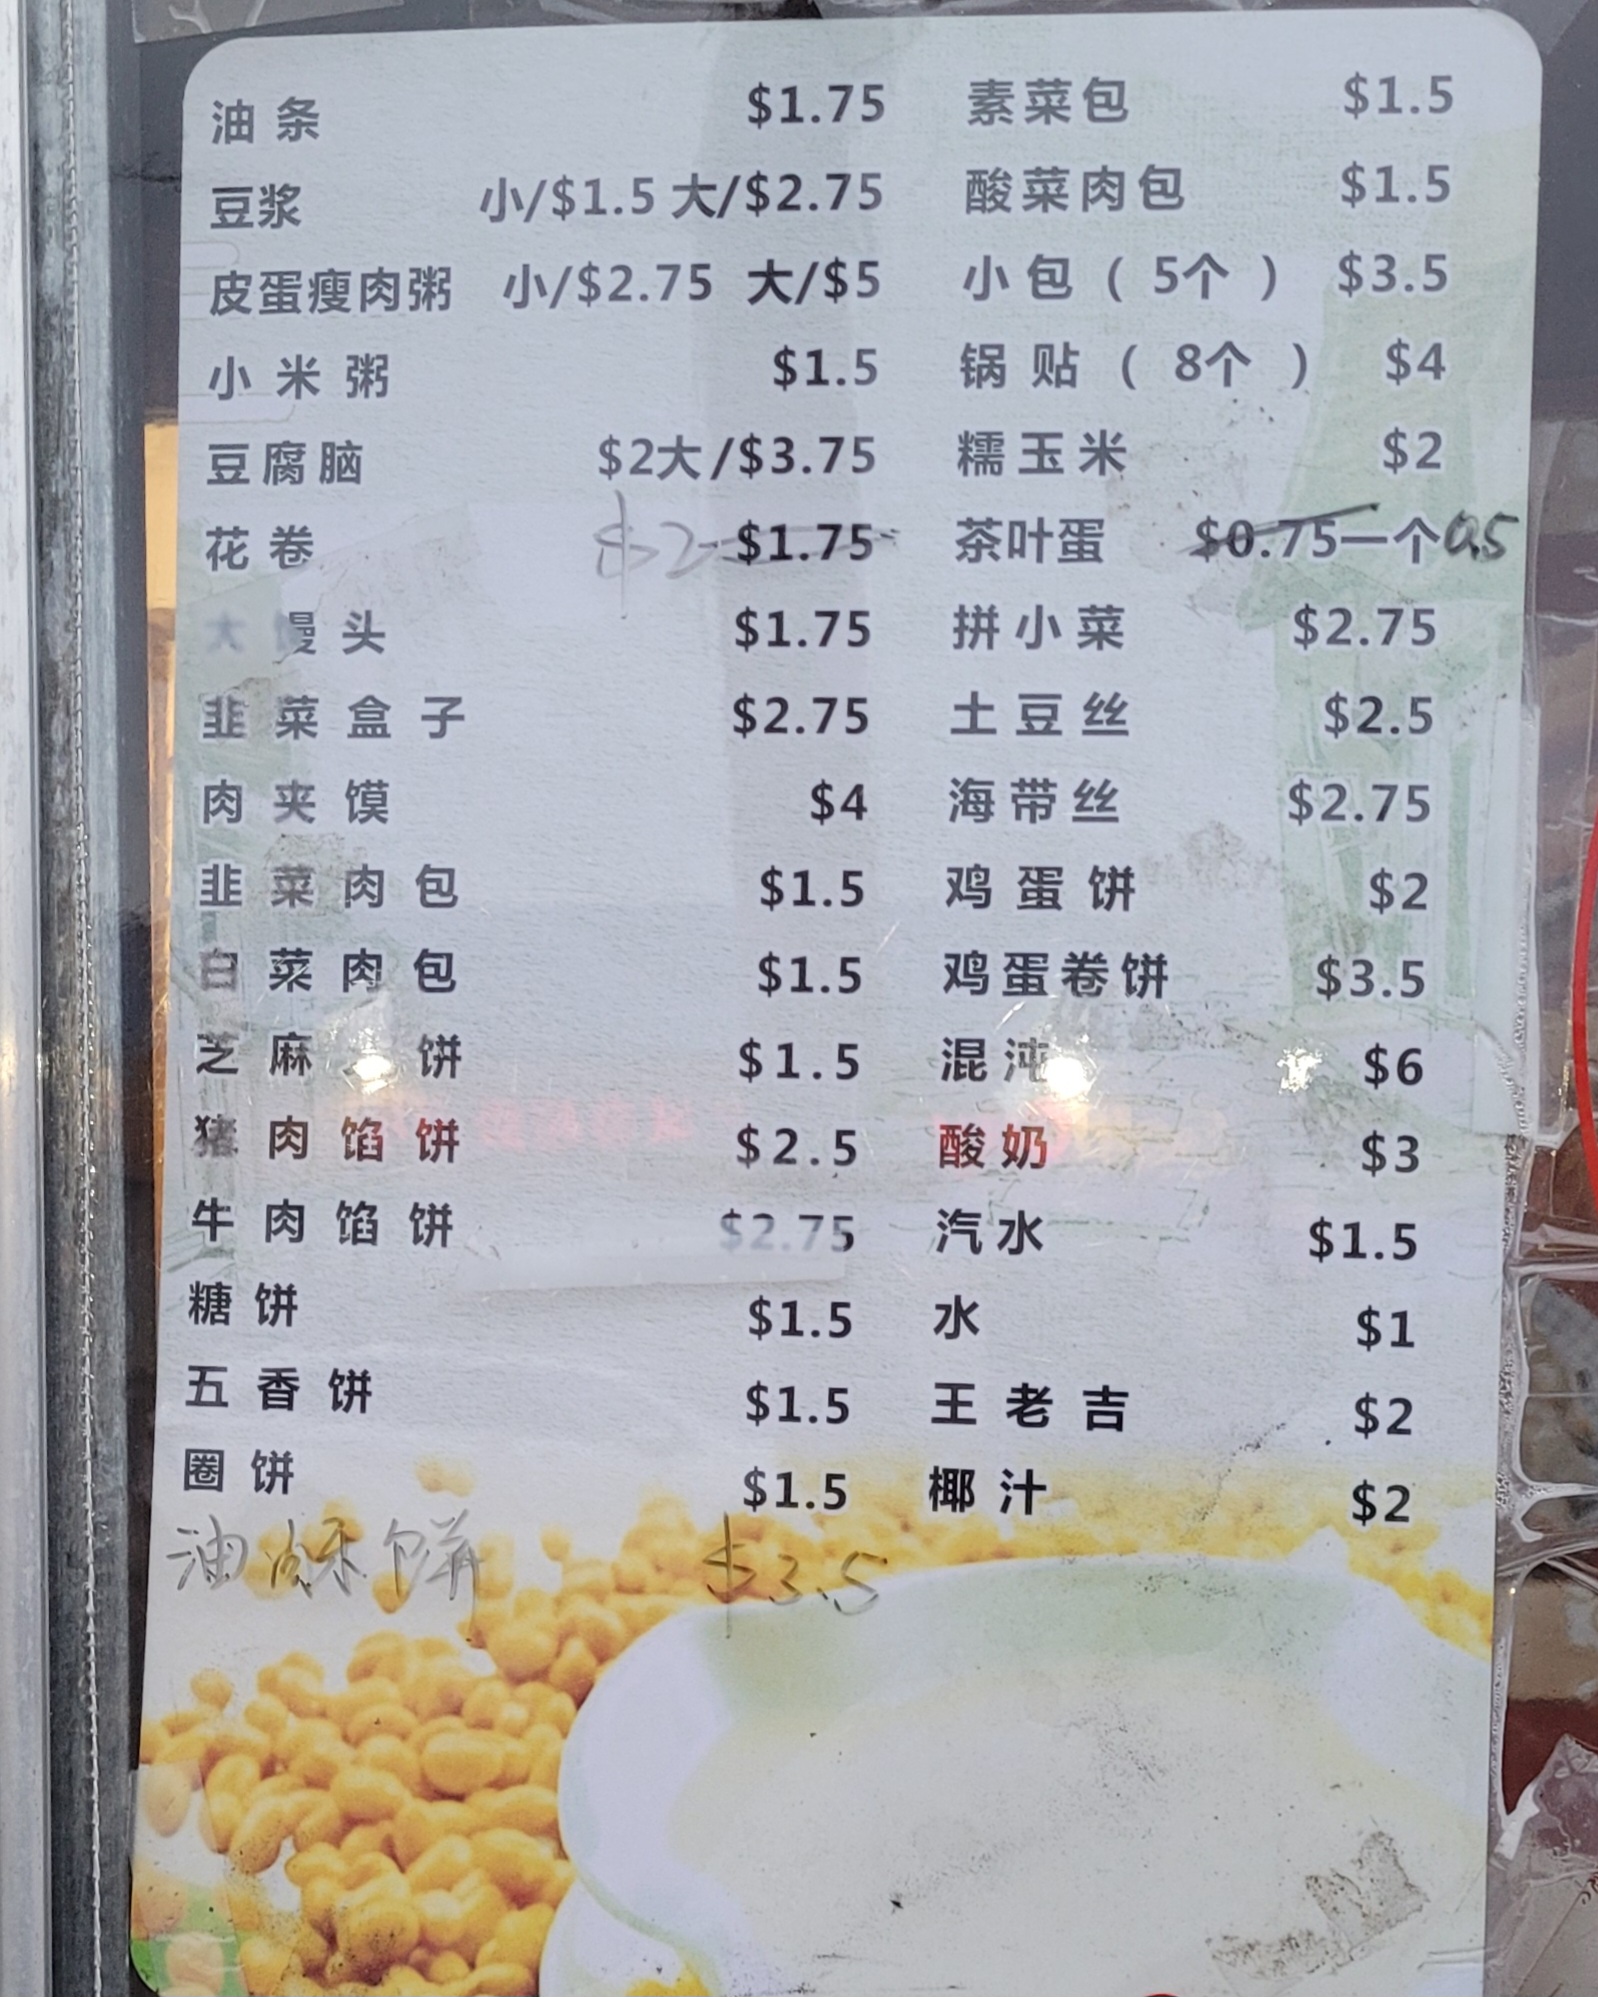 油条 $1.75
豆浆 小/$1.5 大/$2.75
皮蛋瘦肉粥 小/$2.75 大/$5
小米粥 $1.5
豆腐脑 $2大/$3.75
花卷 $2 $1.75
大馒头 $1.75
韭菜盒子 $2.75
肉夹馍 $4
韭菜肉包 $1.5
白菜肉包 $1.5
芝麻 饼 $1.5
猪肉馅饼 $2.5
牛肉馅饼 $2.75
糖饼 $1.5
五香饼 $1.5
圈饼 $1.5
油酥饼
素菜包 $1.5
酸菜肉包 $1.5
小包(5个) $3.5
锅贴(8个) $4
糯玉米 $2
茶叶蛋 $0.75一个
拼小菜 $2.75
土豆丝 $2.5
海带丝 $2.75
鸡蛋饼 $2
鸡蛋卷饼 $3.5
混沌 $6
酸奶 $3
汽水 $1.5
水 $1
王老吉 $2
椰汁 $2